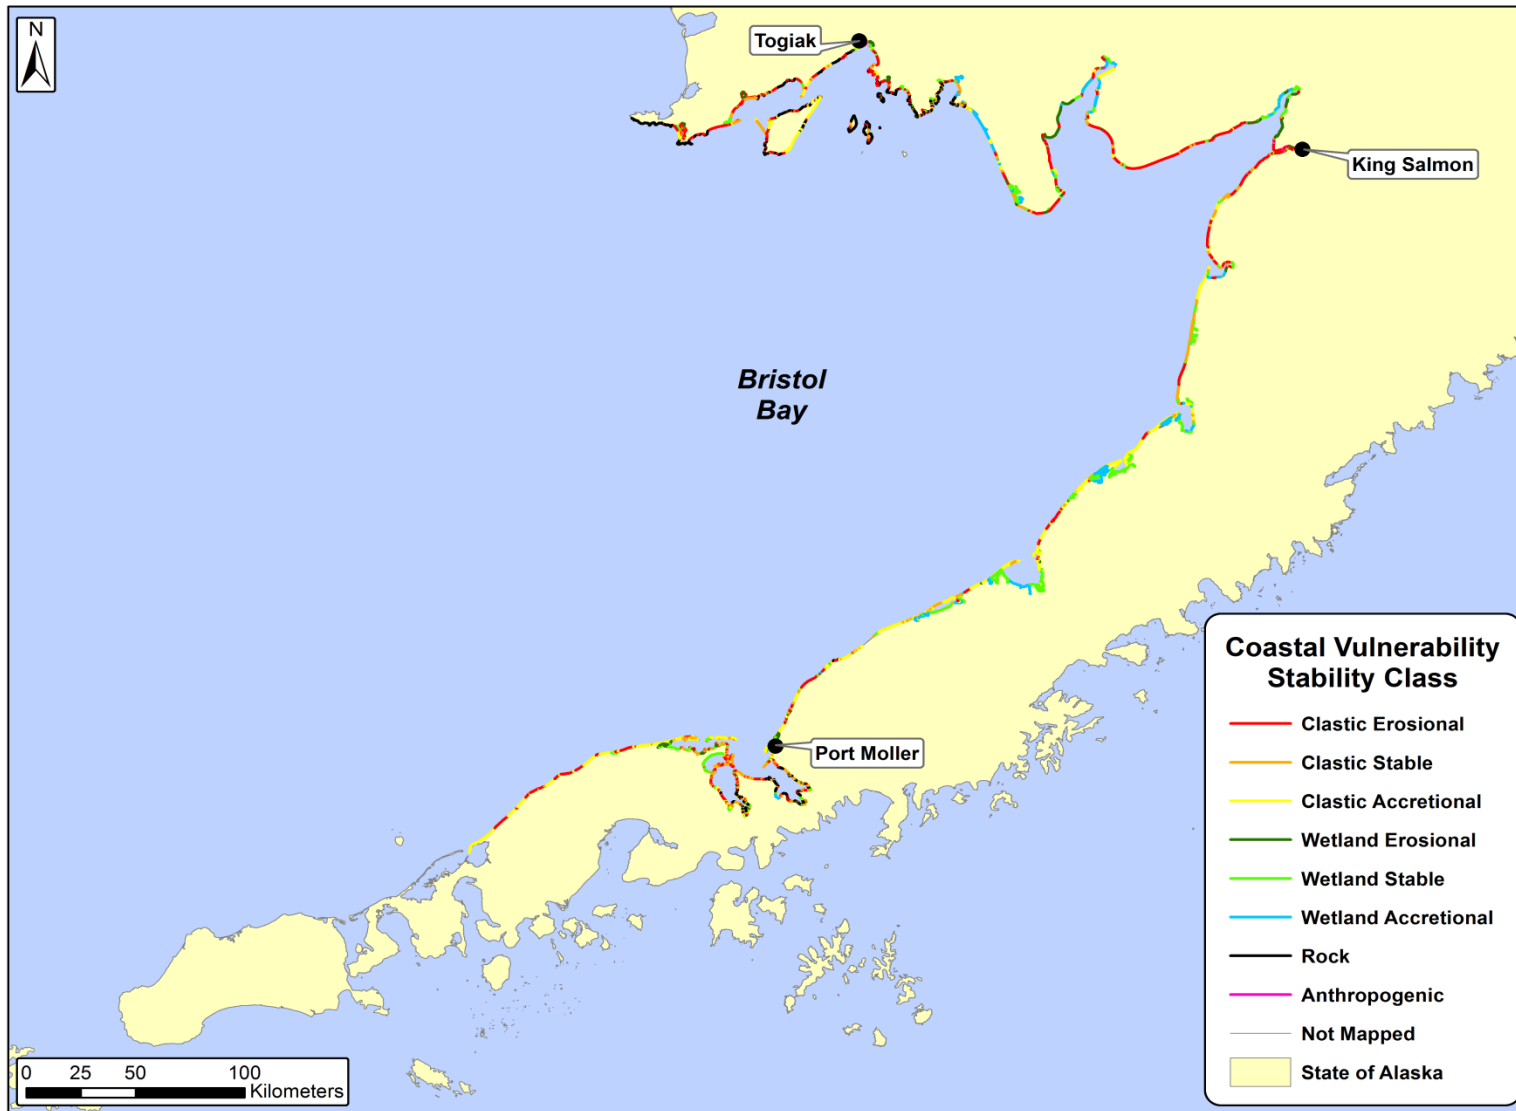 N
Togiak
King Salmon
Bristol
Bay
Port Moller
Coastal Vulnerability
Stability Class
Clastic Erosional
Clastic Stable
Clastic Accretional
Wetland Erosional
Wetland Stable
Wetland Accretional
Rock
Anthropogenic
Not Mapped
State of Alaska
0 25 50 100
Kilometers